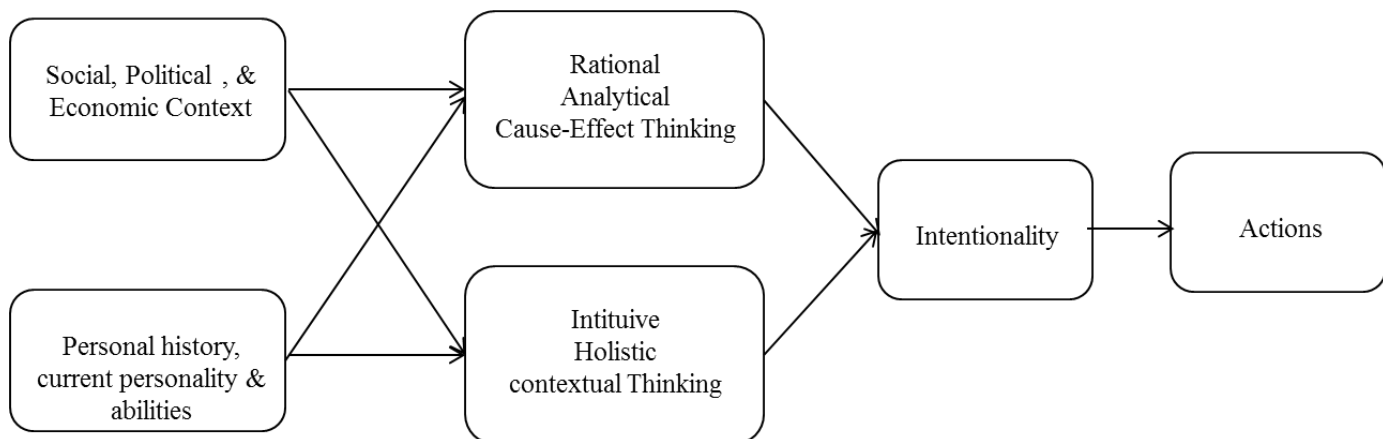 Social, Political , &
Economic Context
Rational
Analytical
Cause-Effect Thinking
Intentionality
Actions
Personal history,
current personality &
abilities
Intituive
Holistic
contextual Thinking